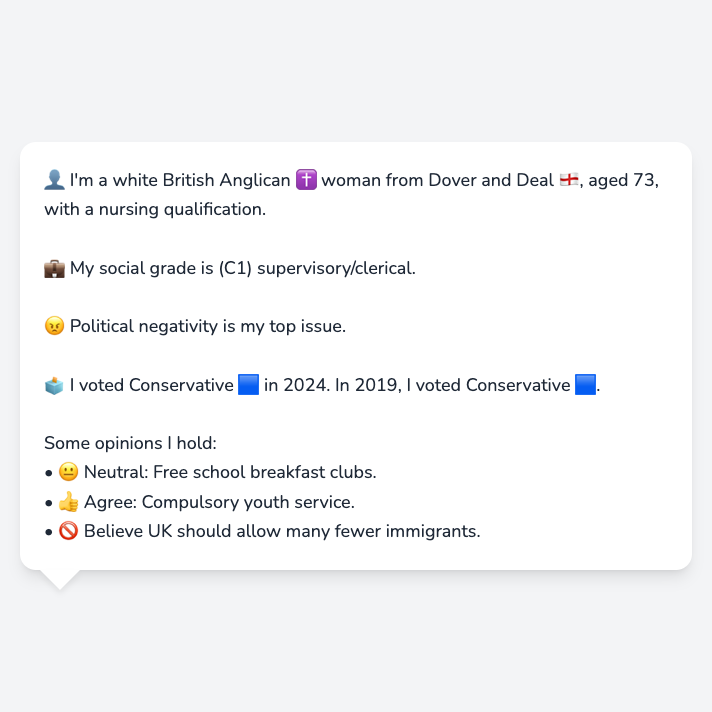 👤 I'm a white British Anglican ✝️ woman from Dover and Deal 🏴󠁧󠁢󠁥󠁮󠁧󠁿, aged 73,
with a nursing qualification.
💼 My social grade is (C1) supervisory/clerical.
😠 Political negativity is my top issue.
🗳️ I voted Conservative 🟦 in 2024. In 2019, I voted Conservative 🟦.
Some opinions I hold:
• 😐 Neutral: Free school breakfast clubs.
• 👍 Agree: Compulsory youth service.
• 🚫 Believe UK should allow many fewer immigrants.